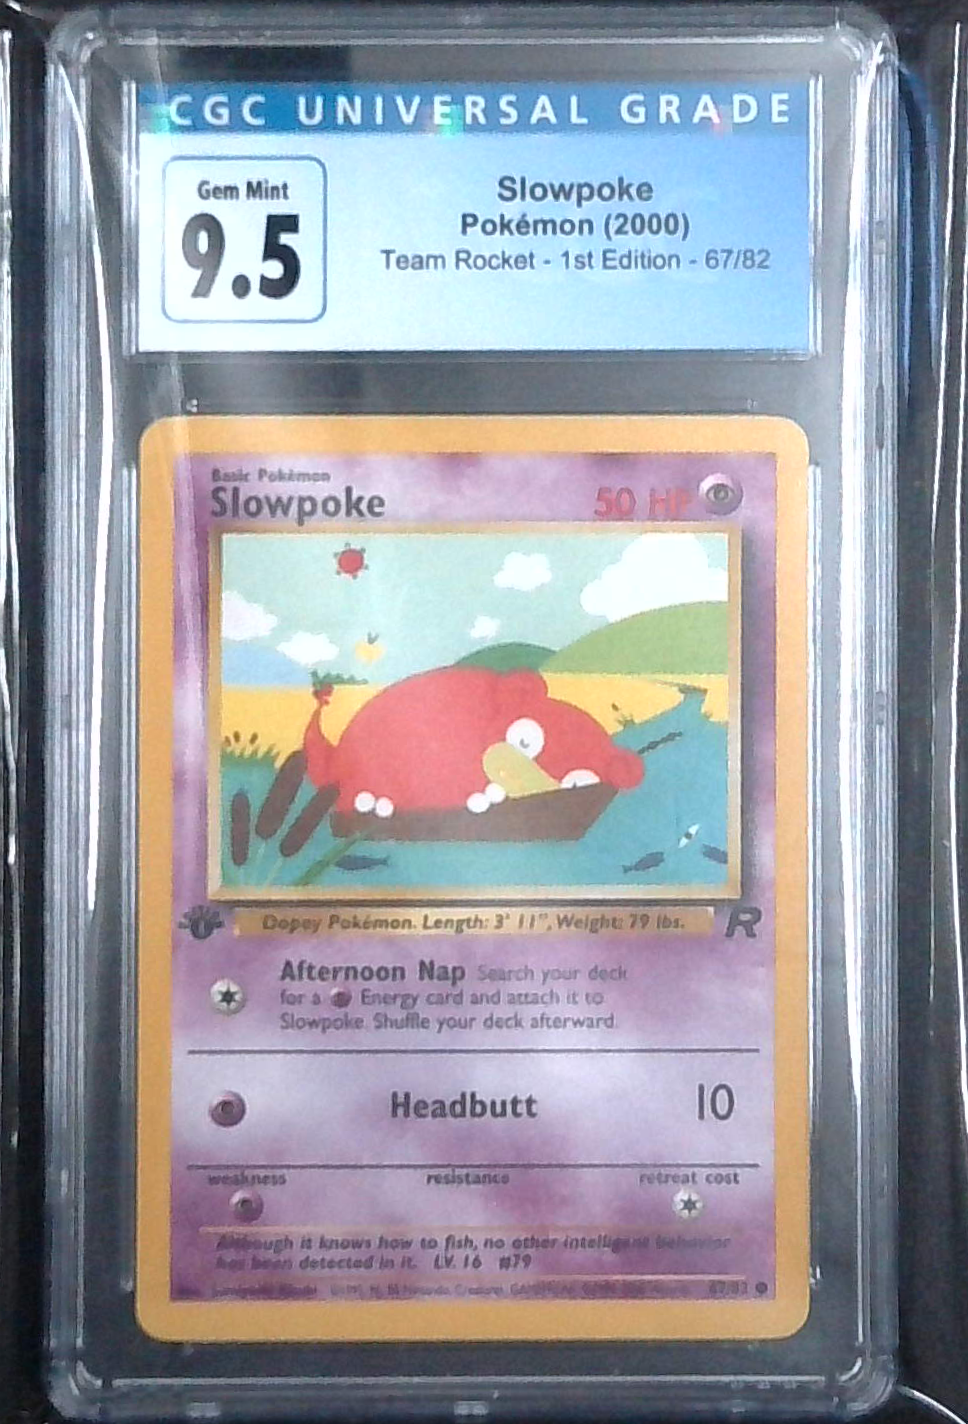 CGC UNIVERSAL GRADE
Gem Mint
9.5
Slowpoke
Pokémon (2000)
Team Rocket - 1st Edition - 67/82
Basic Pokémon
Slowpoke
50 HP
Dopey Pokémon. Length: 3' 11", Weight: 79 lbs.
R
Afternoon Nap Search your deck
for a Energy card and attach it to
Slowpoke. Shuffle your deck afterward.
Headbutt 10
weakness resistance retreat cost
Although it knows how to fish, no other intelligent behavior
has been detected in it. LV. 16 #79
67/82